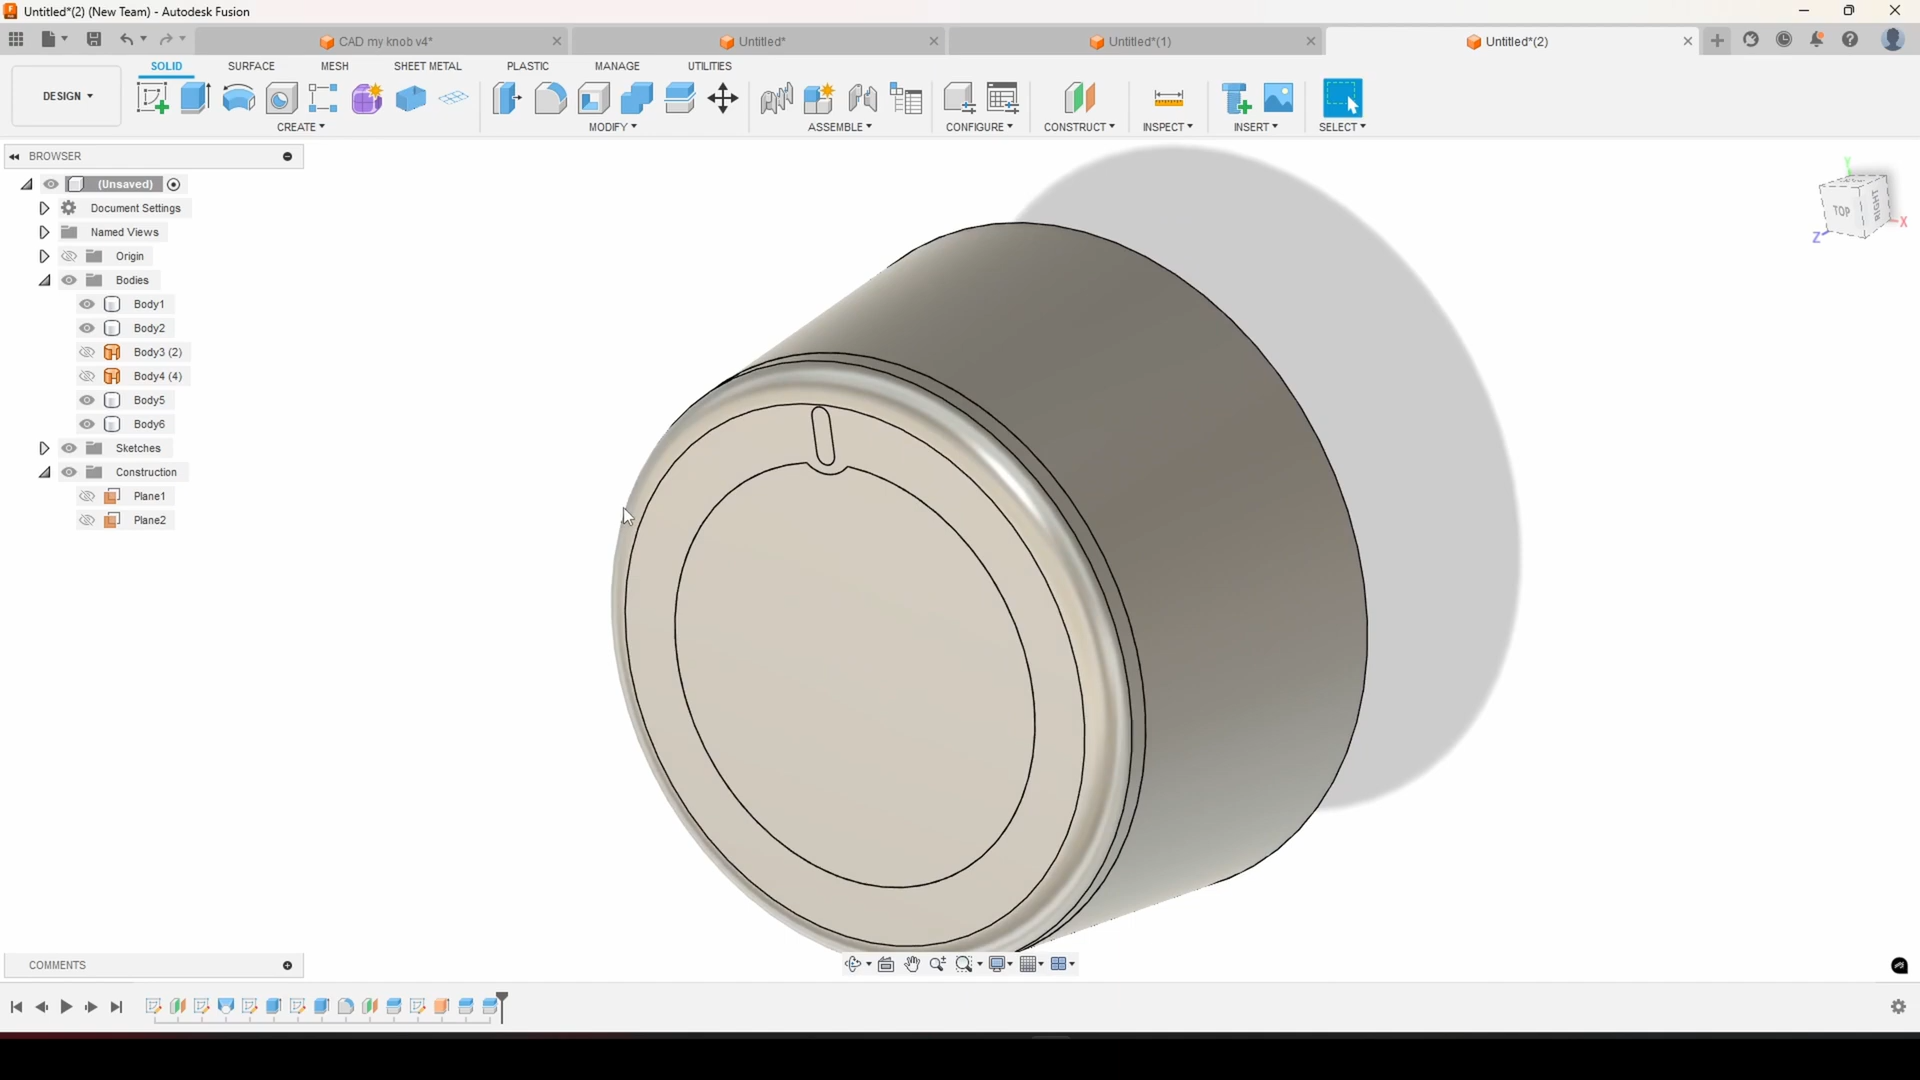 Untitled*(2) (New Team) - Autodesk Fusion
CAD my knob v4*
Untitled*
Untitled*(1)
Untitled*(2)
DESIGN
SOLID
SURFACE
MESH
SHEET METAL
PLASTIC
MANAGE
UTILITIES
CREATE
MODIFY
ASSEMBLE
CONFIGURE
CONSTRUCT
INSPECT
INSERT
SELECT
BROWSER
(Unsaved)
Document Settings
Named Views
Origin
Bodies
Body1
Body2
Body3 (2)
Body4 (4)
Body5
Body6
Sketches
Construction
Plane1
Plane2
Y
TOP
RIGHT
X
Z
COMMENTS